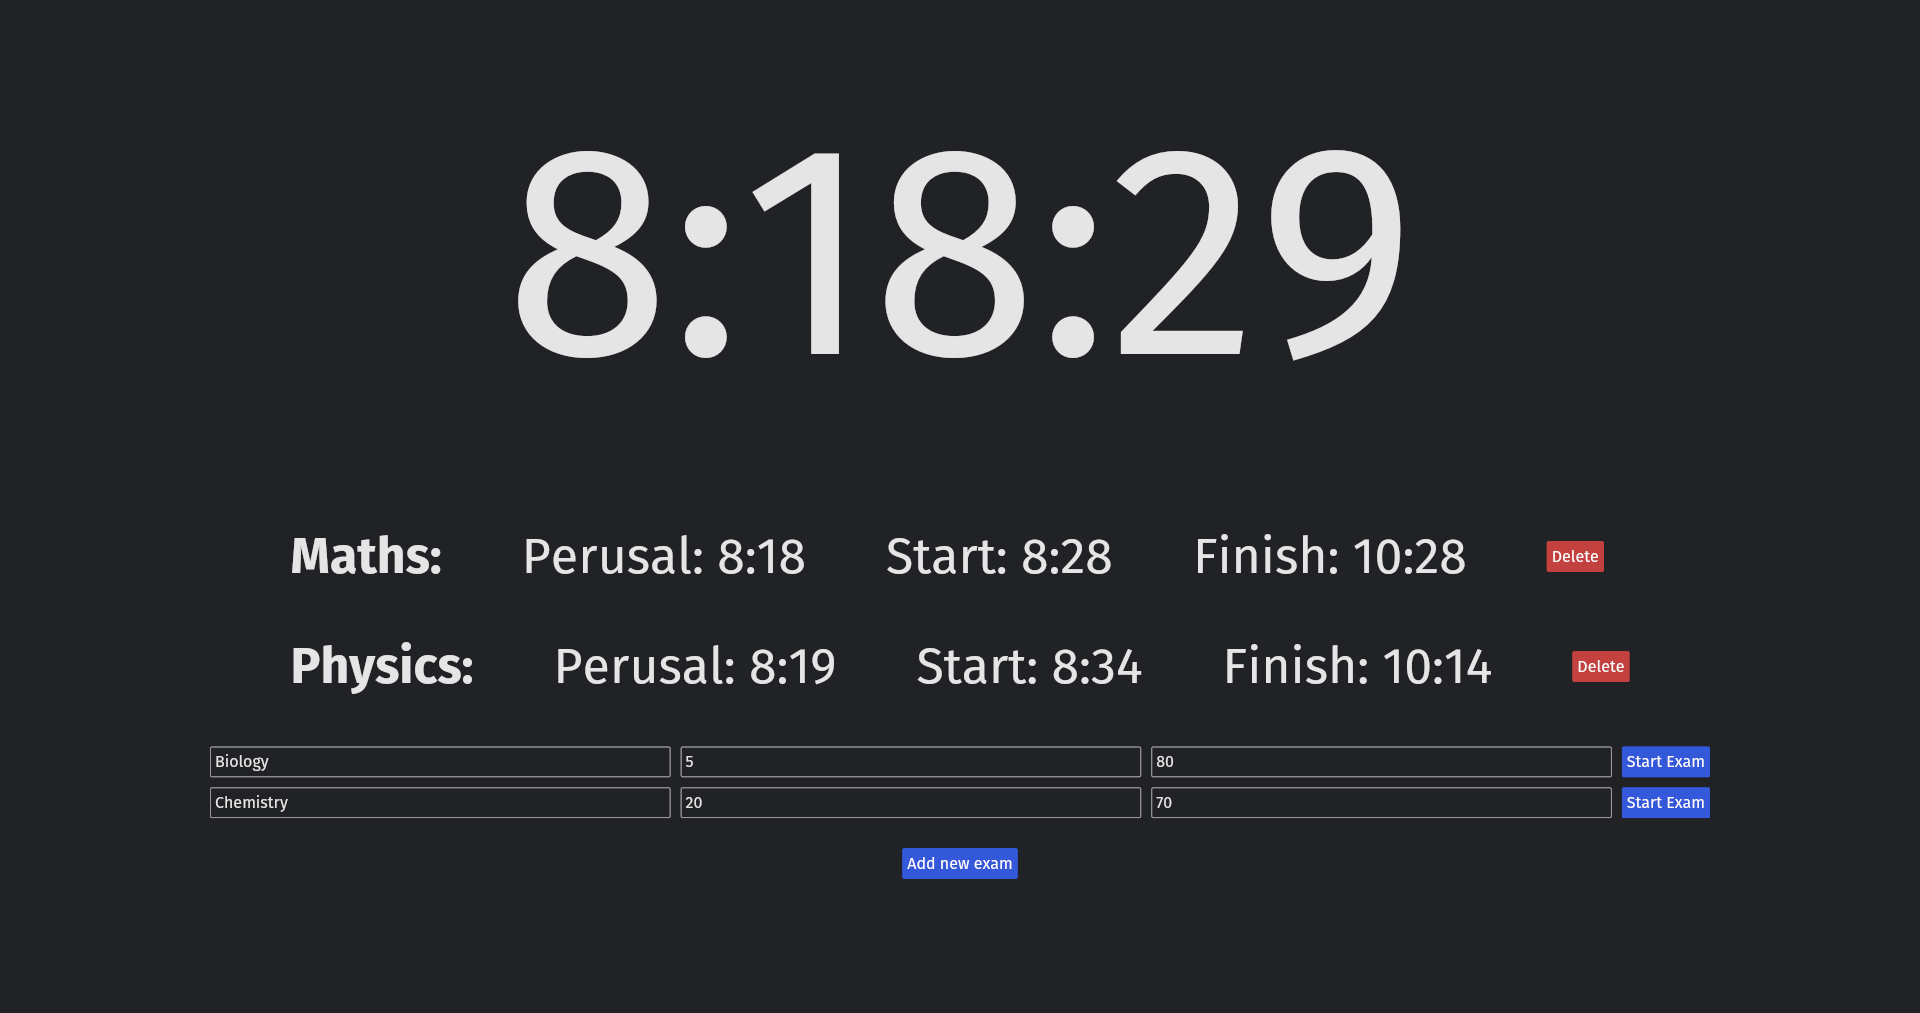 8:18:29
Maths: Perusal: 8:18 Start: 8:28 Finish: 10:28 Delete
Physics: Perusal: 8:19 Start: 8:34 Finish: 10:14 Delete
Biology 5 80 Start Exam
Chemistry 20 70 Start Exam
Add new exam